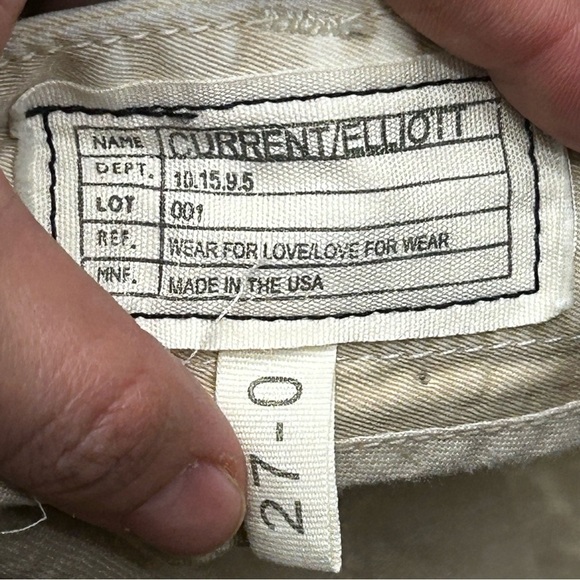 NAME CURRENT/ELLIOTT
DEPT. 10.15.9.5
LOT 001
REF. WEAR FOR LOVE/LOVE FOR WEAR
MNF. MADE IN THE USA
27-0